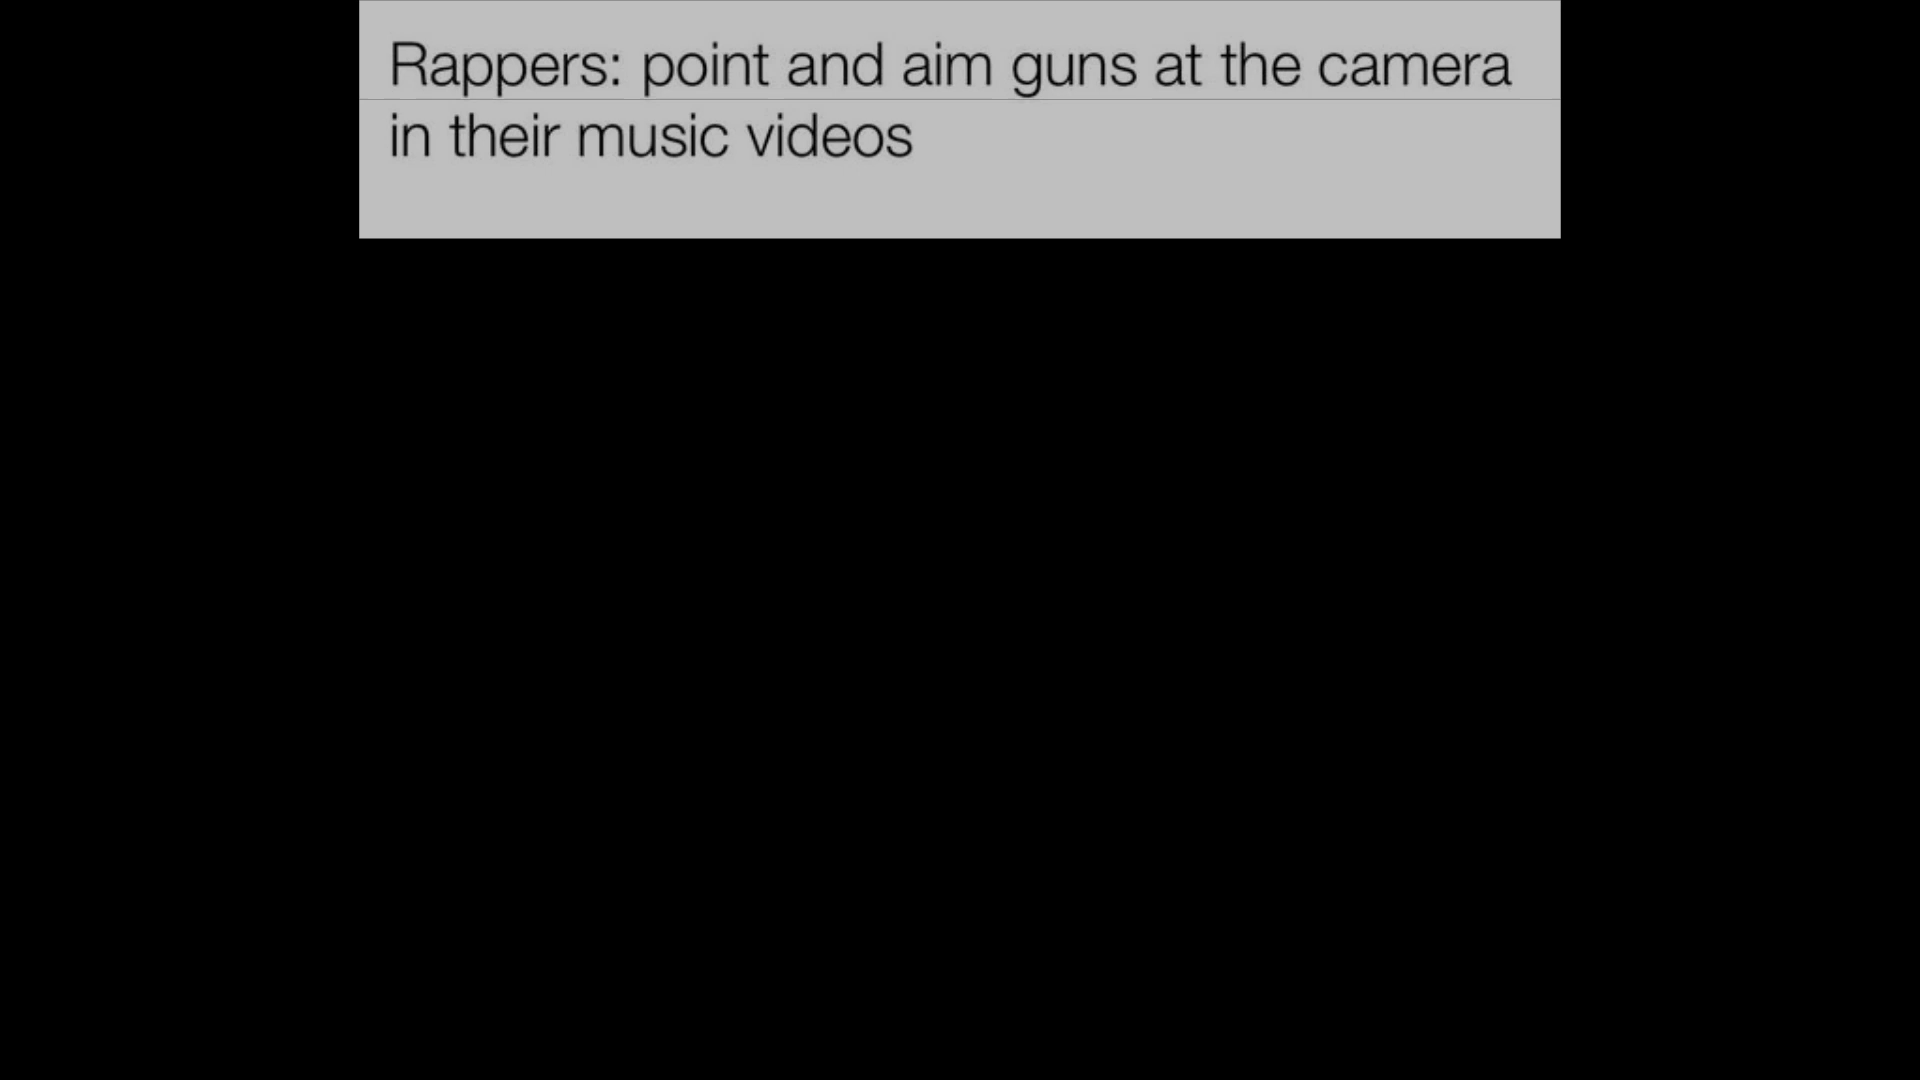 Rappers: point and aim guns at the camera
in their music videos